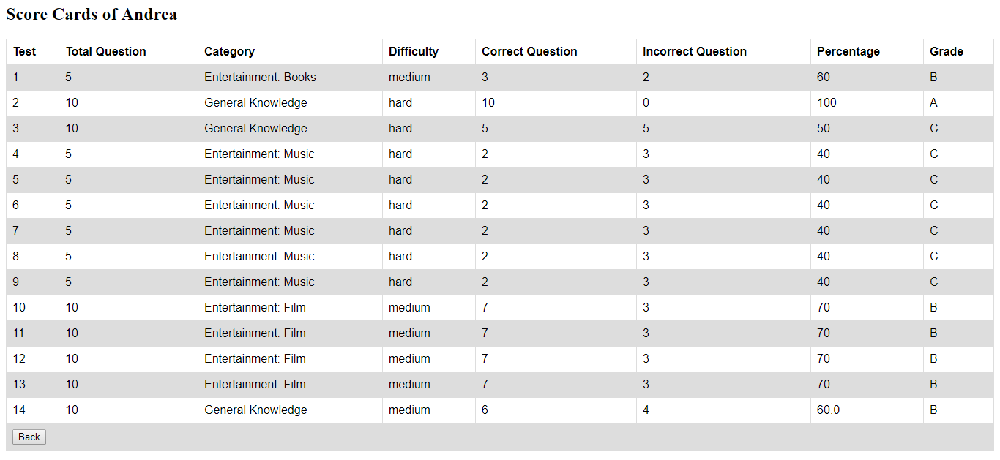 Score Cards of Andrea
Test Total Question Category Difficulty Correct Question Incorrect Question Percentage Grade
1 5 Entertainment: Books medium 3 2 60 B
2 10 General Knowledge hard 10 0 100 A
3 10 General Knowledge hard 5 5 50 C
4 5 Entertainment: Music hard 2 3 40 C
5 5 Entertainment: Music hard 2 3 40 C
6 5 Entertainment: Music hard 2 3 40 C
7 5 Entertainment: Music hard 2 3 40 C
8 5 Entertainment: Music hard 2 3 40 C
9 5 Entertainment: Music hard 2 3 40 C
10 10 Entertainment: Film medium 7 3 70 B
11 10 Entertainment: Film medium 7 3 70 B
12 10 Entertainment: Film medium 7 3 70 B
13 10 Entertainment: Film medium 7 3 70 B
14 10 General Knowledge medium 6 4 60.0 B
Back